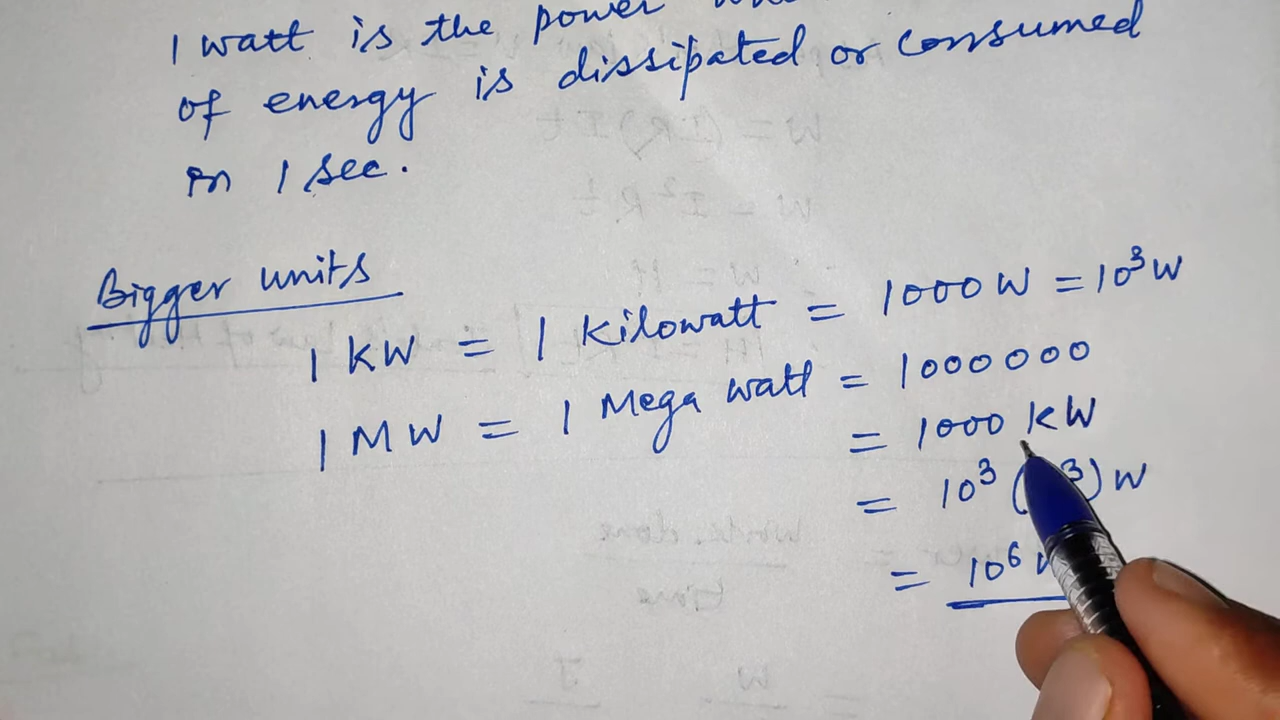 1 watt is the power
of energy is dissipated or consumed
in 1 sec.
Bigger units
1 KW = 1 Kilowatt = 1000 W = 10³ W
1 MW = 1 Mega watt = 1000000
= 1000 KW
= 10³ ( ³) W
= 10⁶